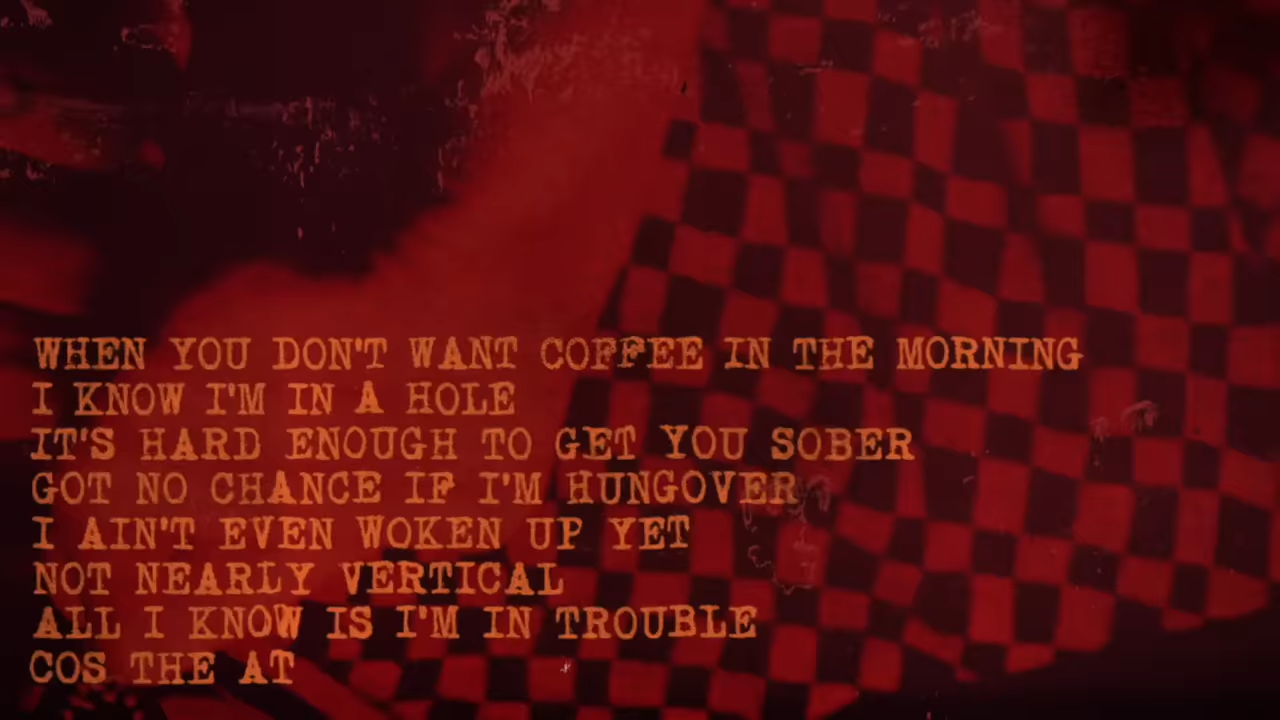 WHEN YOU DON'T WANT COFFEE IN THE MORNING
I KNOW I'M IN A HOLE
IT'S HARD ENOUGH TO GET YOU SOBER
GOT NO CHANCE IF I'M HUNGOVER
I AIN'T EVEN WOKEN UP YET
NOT NEARLY VERTICAL
ALL I KNOW IS I'M IN TROUBLE
COS THE AT